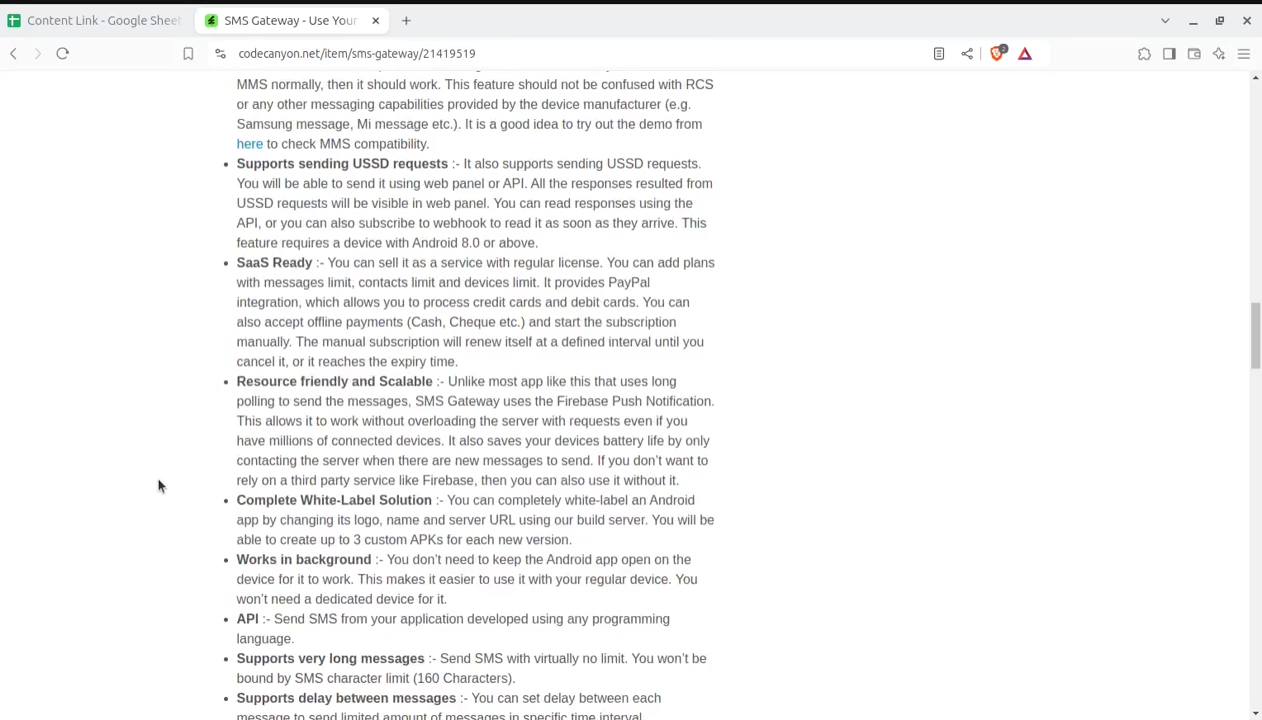 Content Link - Google Sheet
SMS Gateway - Use Your
codecanyon.net/item/sms-gateway/21419519
2
MMS normally, then it should work. This feature should not be confused with RCS
or any other messaging capabilities provided by the device manufacturer (e.g.
Samsung message, Mi message etc.). It is a good idea to try out the demo from
here to check MMS compatibility.
• Supports sending USSD requests :- It also supports sending USSD requests.
You will be able to send it using web panel or API. All the responses resulted from
USSD requests will be visible in web panel. You can read responses using the
API, or you can also subscribe to webhook to read it as soon as they arrive. This
feature requires a device with Android 8.0 or above.
• SaaS Ready :- You can sell it as a service with regular license. You can add plans
with messages limit, contacts limit and devices limit. It provides PayPal
integration, which allows you to process credit cards and debit cards. You can
also accept offline payments (Cash, Cheque etc.) and start the subscription
manually. The manual subscription will renew itself at a defined interval until you
cancel it, or it reaches the expiry time.
• Resource friendly and Scalable :- Unlike most app like this that uses long
polling to send the messages, SMS Gateway uses the Firebase Push Notification.
This allows it to work without overloading the server with requests even if you
have millions of connected devices. It also saves your devices battery life by only
contacting the server when there are new messages to send. If you don’t want to
rely on a third party service like Firebase, then you can also use it without it.
• Complete White-Label Solution :- You can completely white-label an Android
app by changing its logo, name and server URL using our build server. You will be
able to create up to 3 custom APKs for each new version.
• Works in background :- You don’t need to keep the Android app open on the
device for it to work. This makes it easier to use it with your regular device. You
won’t need a dedicated device for it.
• API :- Send SMS from your application developed using any programming
language.
• Supports very long messages :- Send SMS with virtually no limit. You won’t be
bound by SMS character limit (160 Characters).
• Supports delay between messages :- You can set delay between each
message to send limited amount of messages in specific time interval.